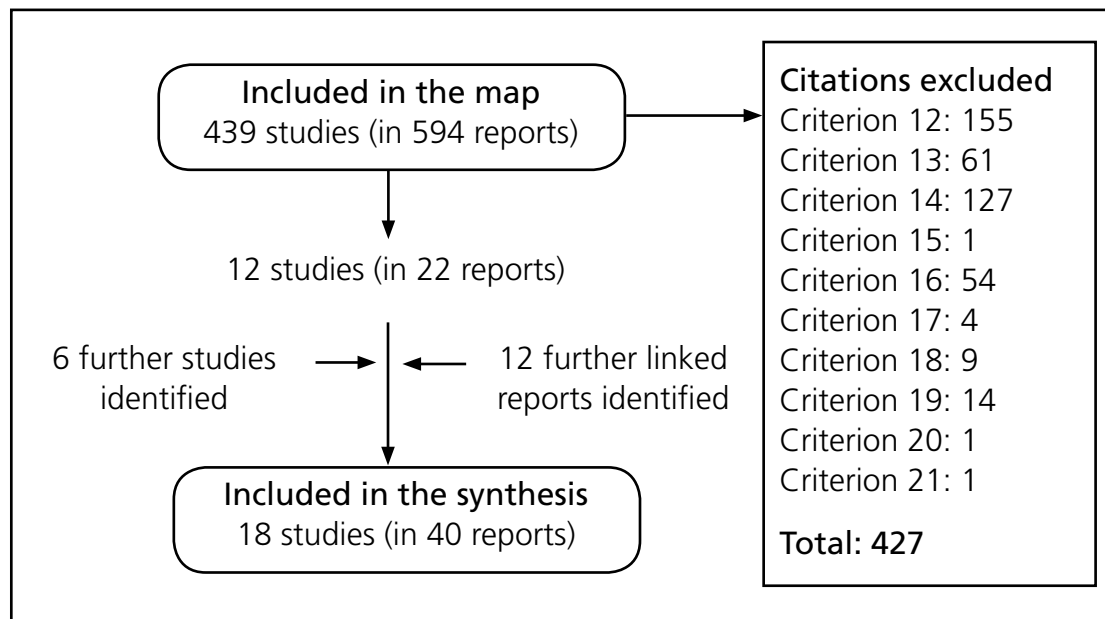 Included in the map
439 studies (in 594 reports)
12 studies (in 22 reports)
6 further studies
identified
12 further linked
reports identified
Included in the synthesis
18 studies (in 40 reports)
Citations excluded
Criterion 12: 155
Criterion 13: 61
Criterion 14: 127
Criterion 15: 1
Criterion 16: 54
Criterion 17: 4
Criterion 18: 9
Criterion 19: 14
Criterion 20: 1
Criterion 21: 1
Total: 427